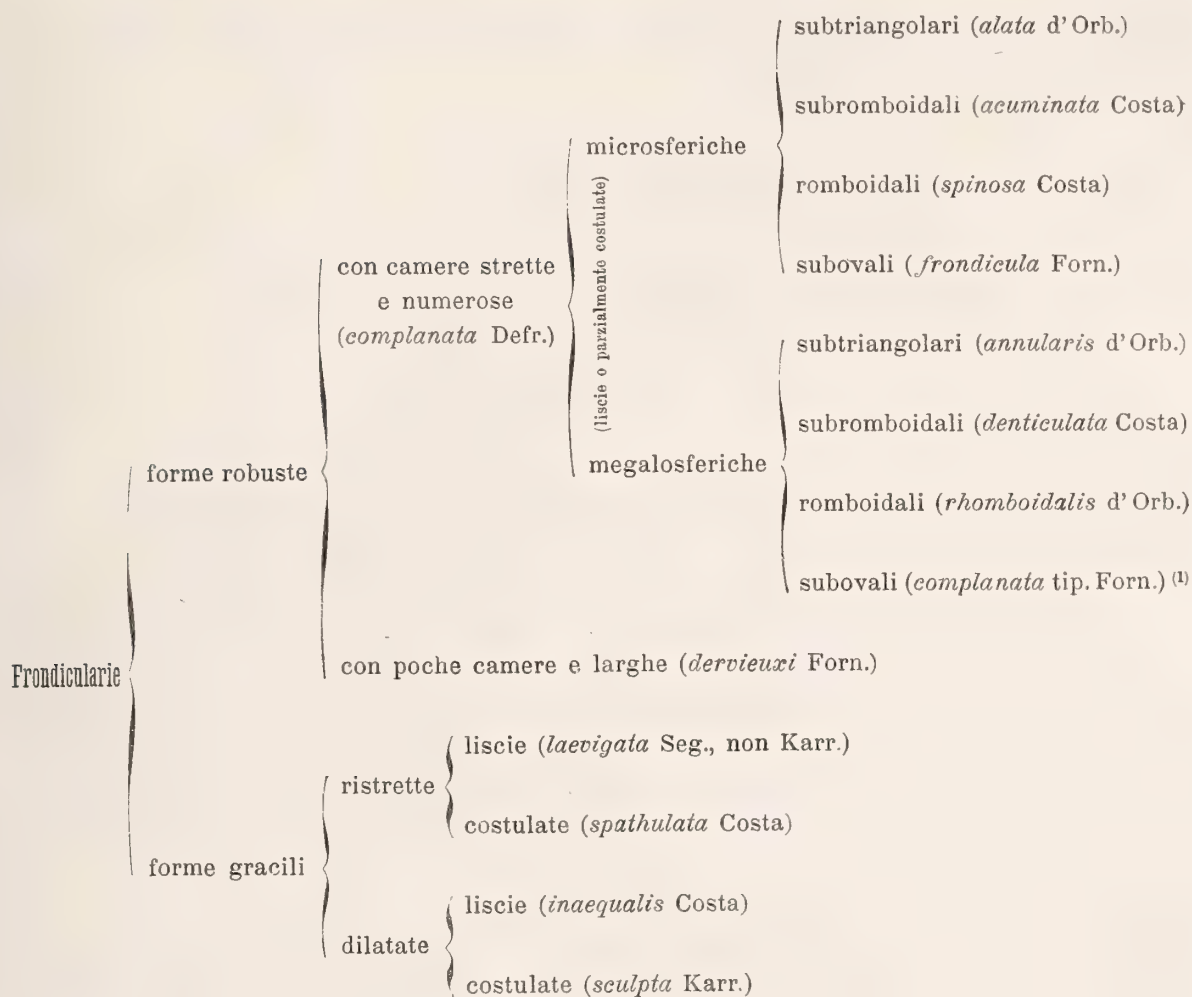 subtriangolari (alata d'Orb.)
subromboidali (acuminata Costa)
microsferiche
romboidali (spinosa Costa)
(liscie o parzialmente costulate)
con camere strette
e numerose
(complanata Defr.)
subovali (frondicula Forn.)
subtriangolari (annularis d'Orb.)
subromboidali (denticulata Costa)
forme robuste
megalosferiche
romboidali (rhomboidalis d'Orb.)
subovali (complanata tip. Forn.) (1)
Frondicularie
con poche camere e larghe (dervieuxi Forn.)
liscie (laevigata Seg., non Karr.)
ristrette
costulate (spathulata Costa)
forme gracili
liscie (inaequalis Costa)
dilatate
costulate (sculpta Karr.)